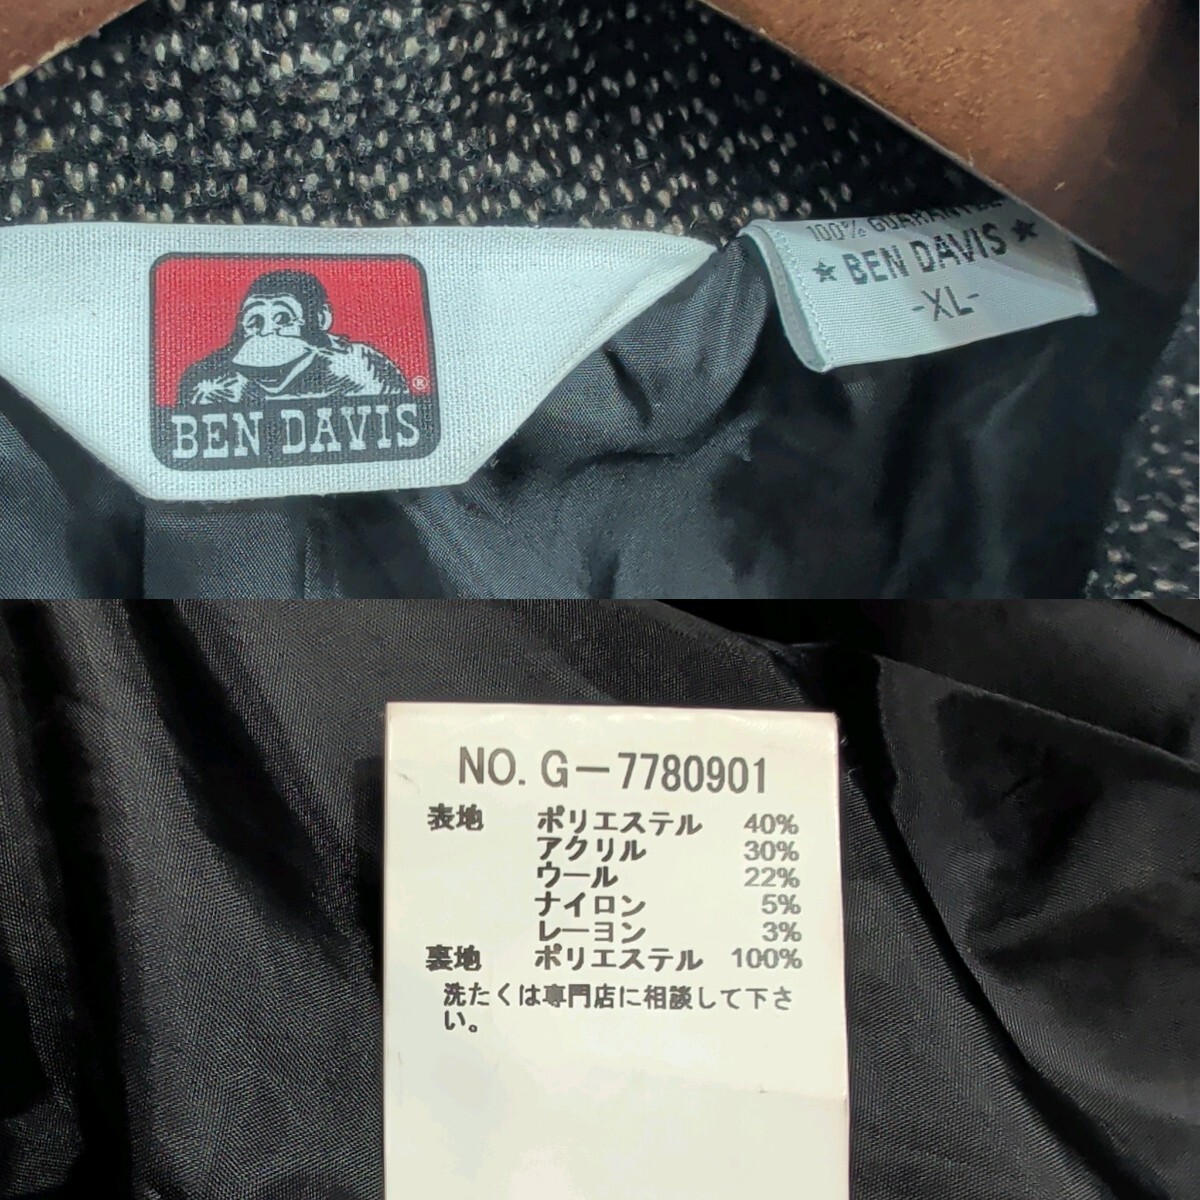 BEN DAVIS
®
100% GUARANTEE
★ BEN DAVIS ★
-XL-
NO. G-7780901
表地 ポリエステル 40%
アクリル 30%
ウール 22%
ナイロン 5%
レーヨン 3%
裏地 ポリエステル 100%
洗たくは専門店に相談して下さ
い。